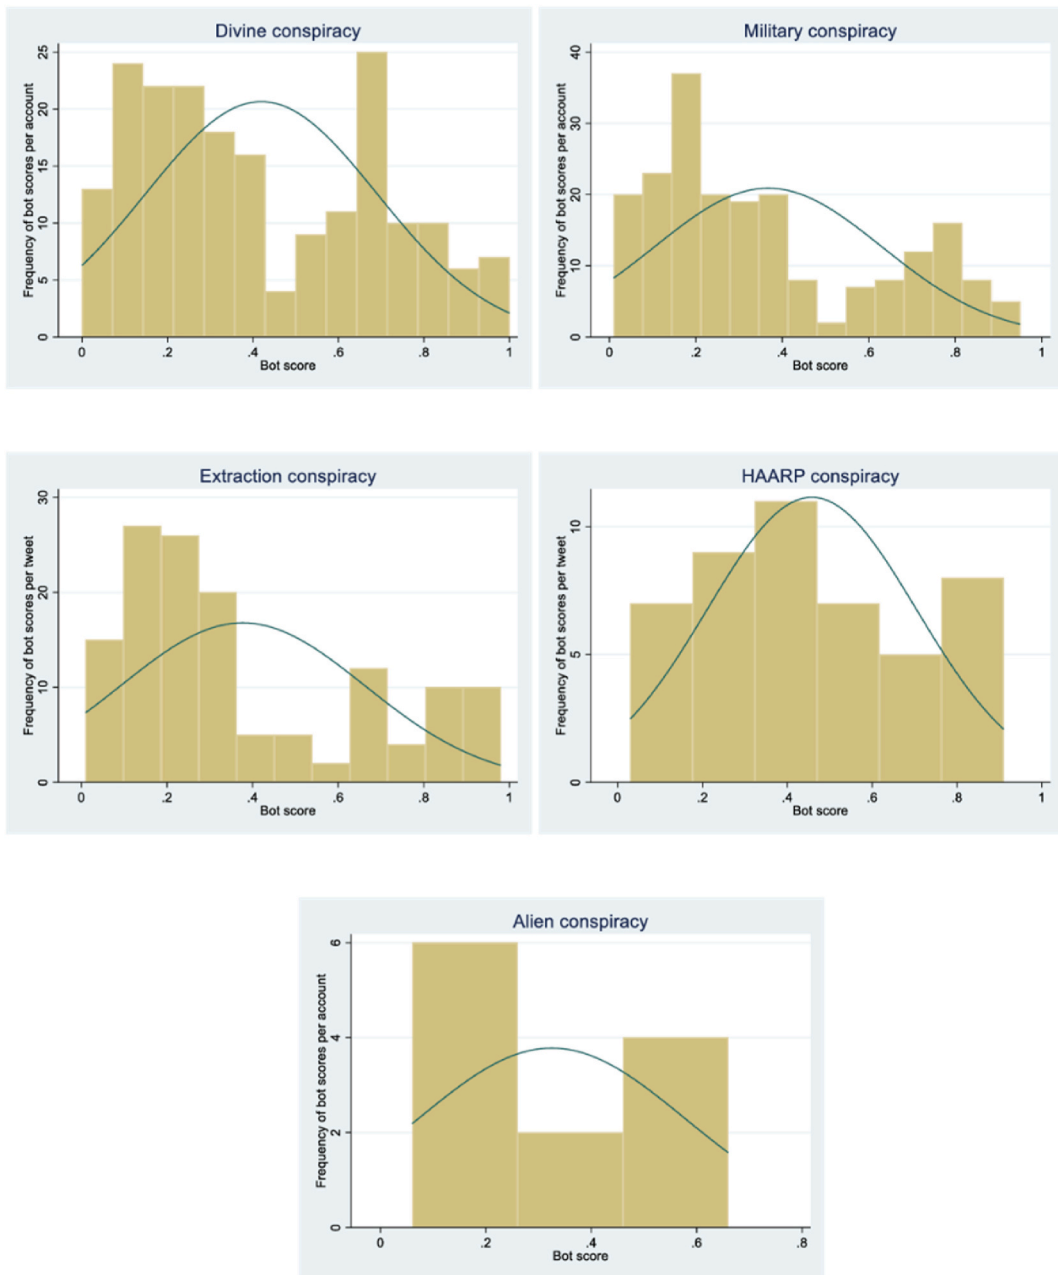 Divine conspiracy
Frequency of bot scores per account
25
20
15
10
5
0
0 .2 .4 .6 .8 1
Bot score
Military conspiracy
Frequency of bot scores per account
40
30
20
10
0
0 .2 .4 .6 .8 1
Bot score
Extraction conspiracy
Frequency of bot scores per tweet
30
20
10
0
0 .2 .4 .6 .8 1
Bot score
HAARP conspiracy
Frequency of bot scores per tweet
10
5
0
0 .2 .4 .6 .8 1
Bot score
Alien conspiracy
Frequency of bot scores per account
6
4
2
0
0 .2 .4 .6 .8
Bot score